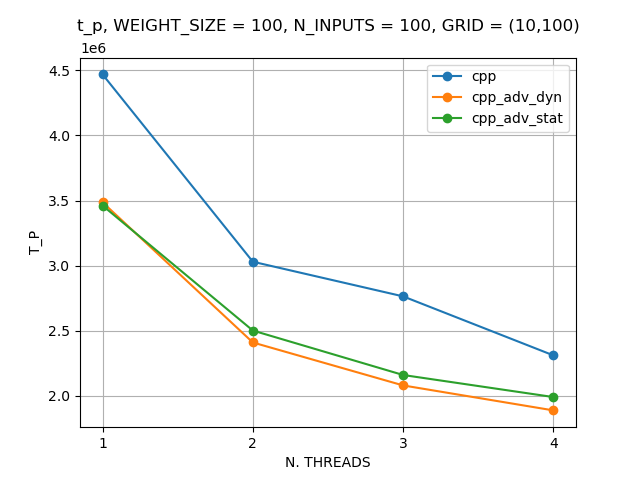 t_p, WEIGHT_SIZE = 100, N_INPUTS = 100, GRID = (10,100)
1e6
4.5
4.0
3.5
3.0
2.5
2.0
T_P
cpp
cpp_adv_dyn
cpp_adv_stat
1 2 3 4
N. THREADS